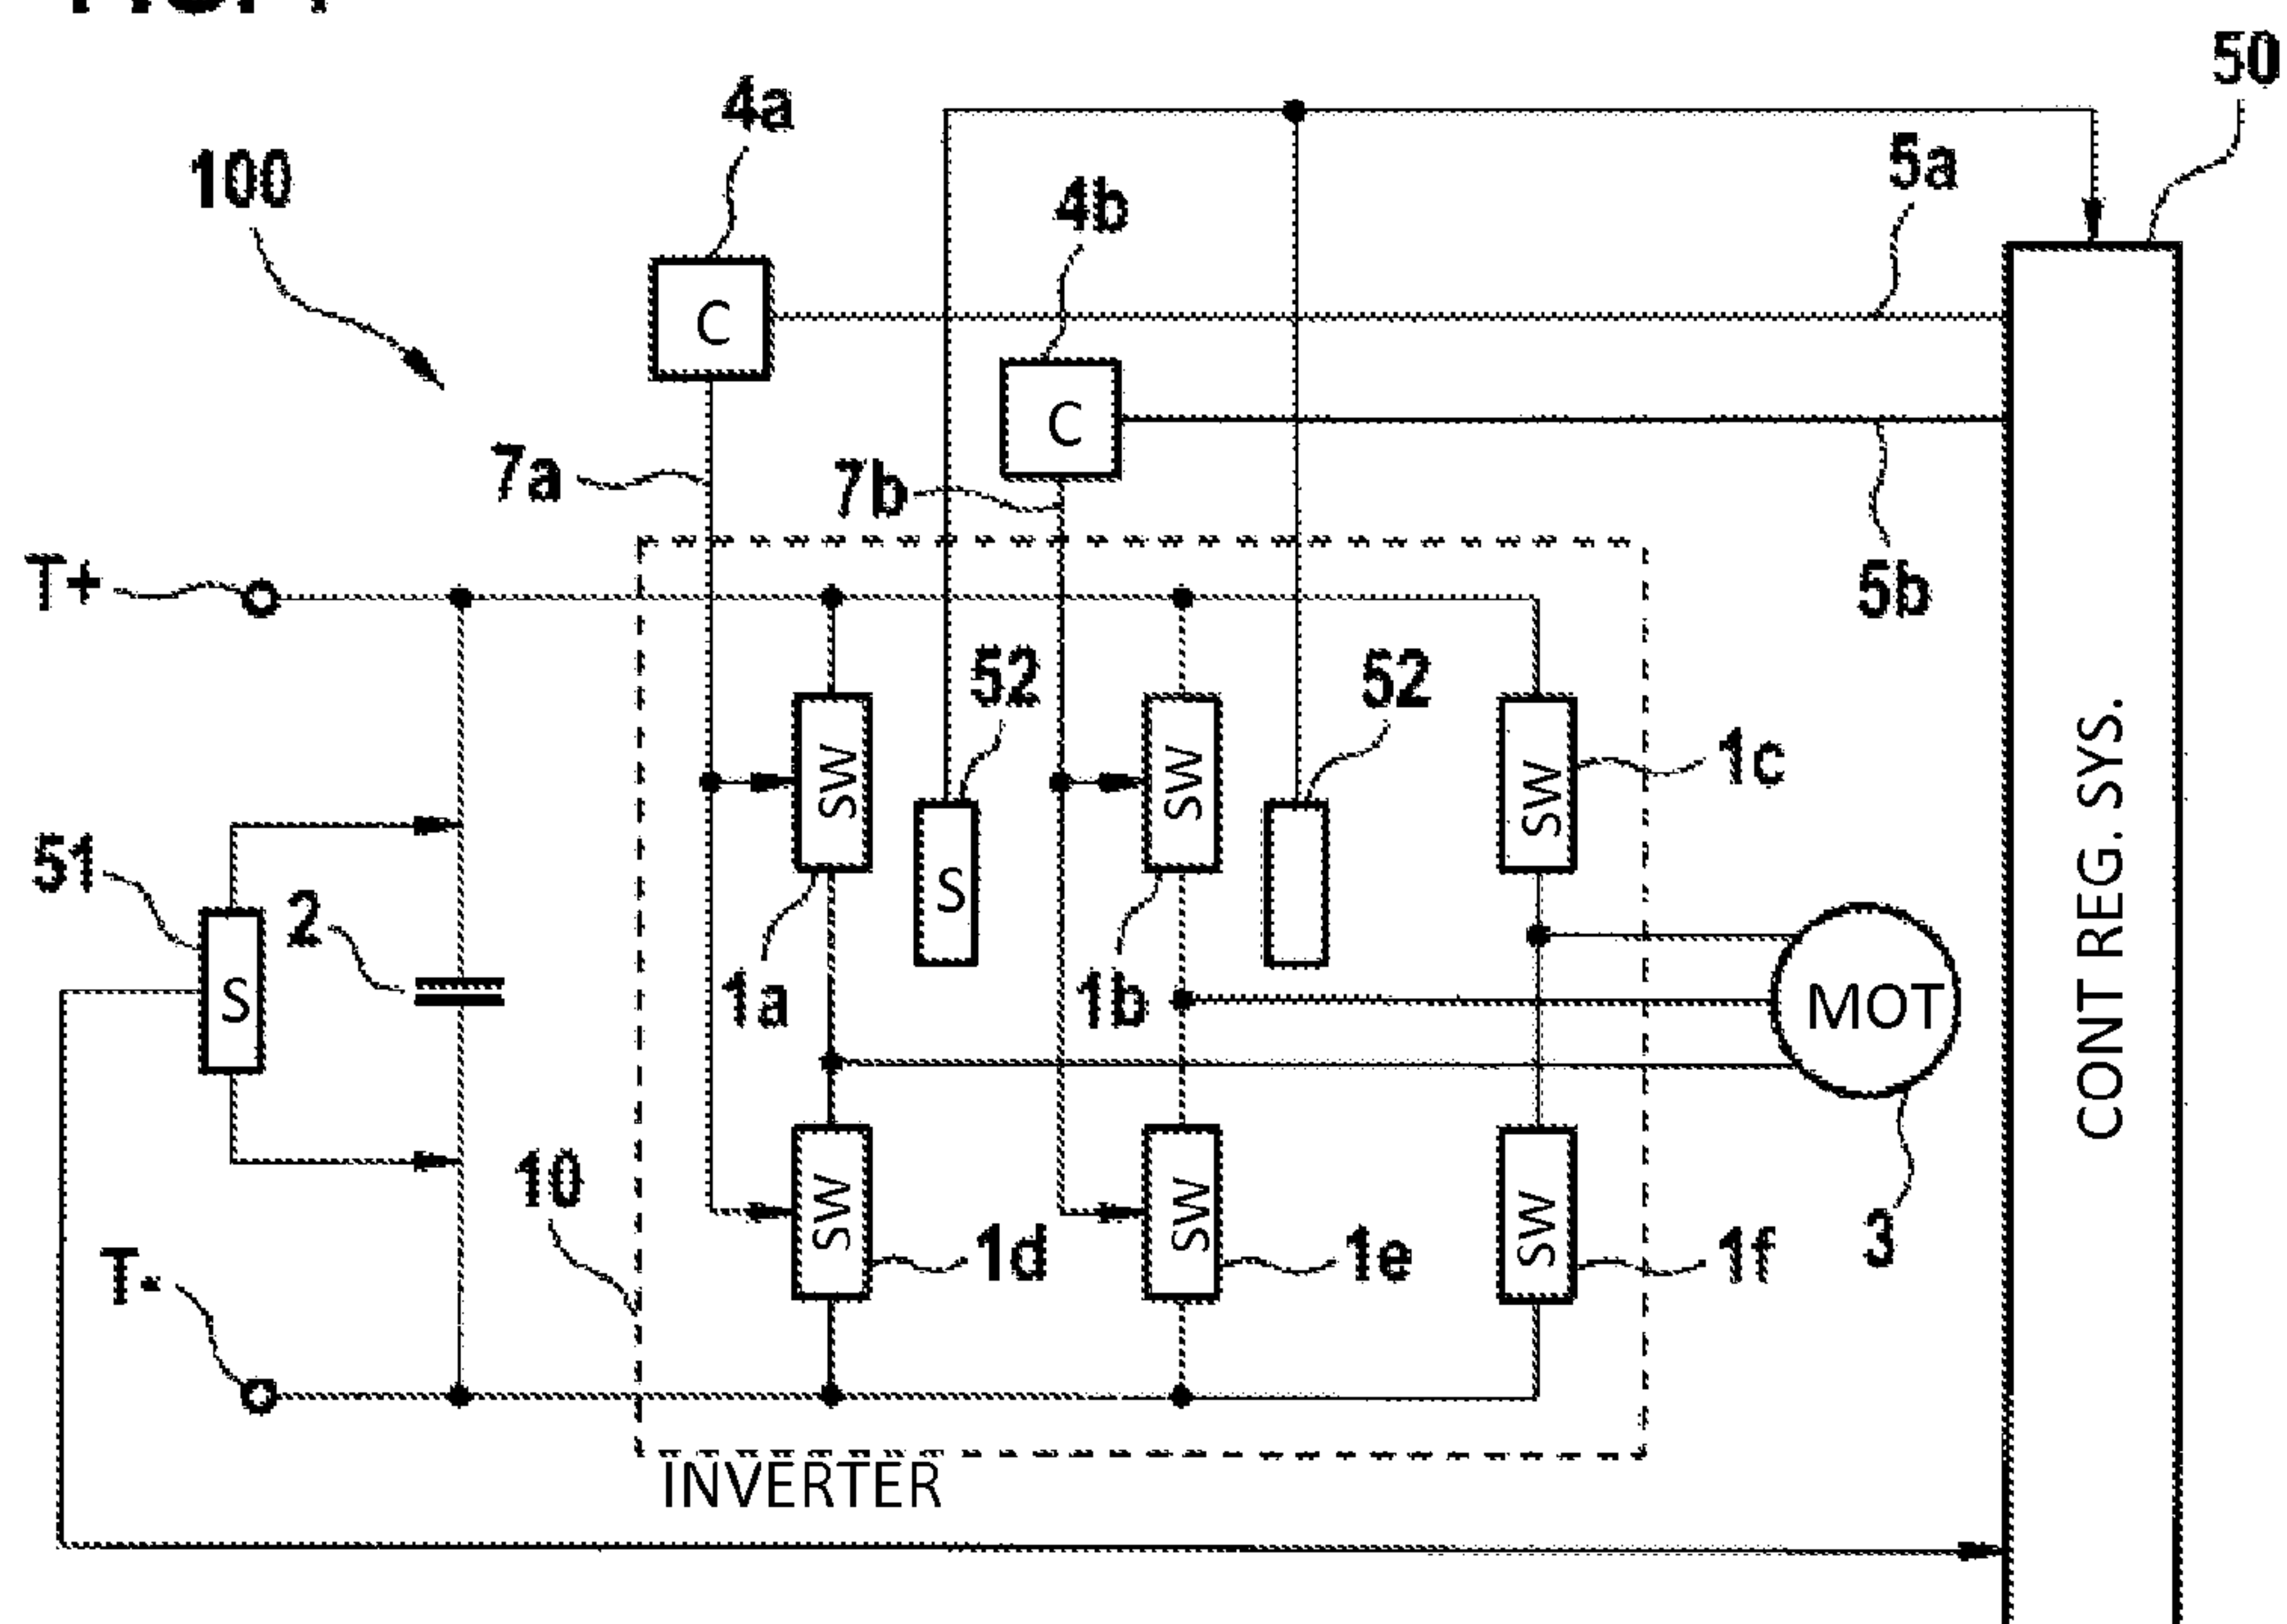 50
4a
5a
100
4b
C
C
7a
7b
T+
5b
52
52
SW
SW
1c
SW
51
2
S
S
1a
1b
MOT
CONT REG. SYS.
10
SW
SW
SW
T-
1d
1e
1f
3
INVERTER